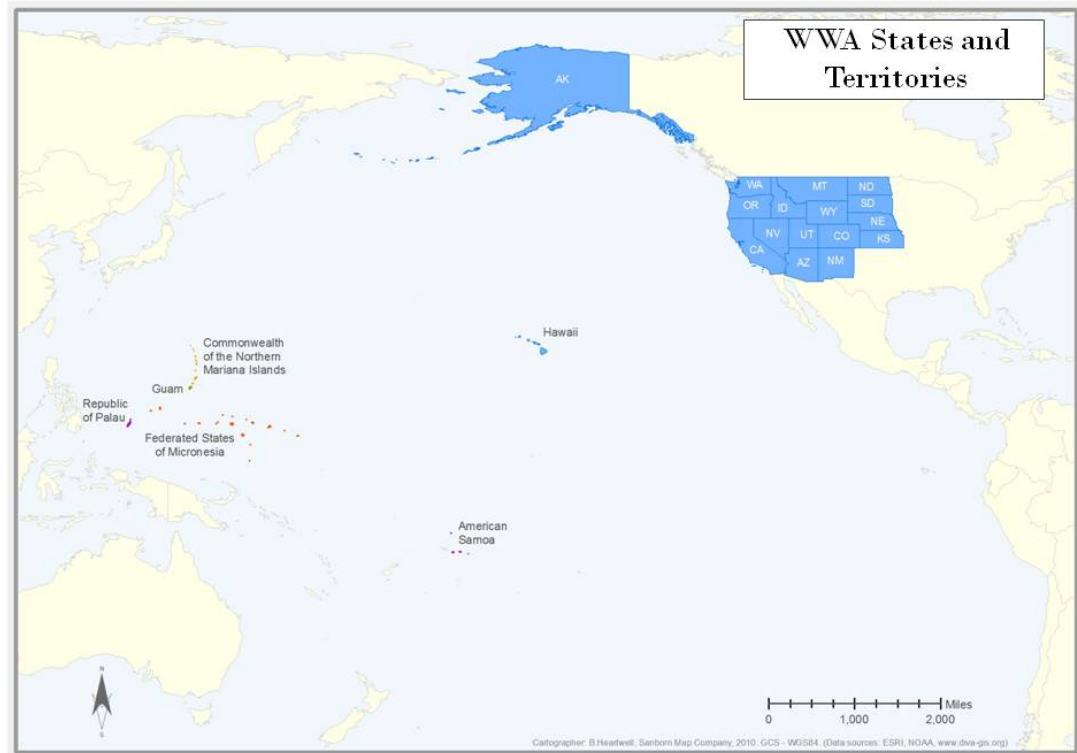 WWA States and
Territories
AK
WA
MT
ND
OR
ID
SD
WY
NE
NV
UT
CO
KS
CA
AZ
NM
Hawaii
Commonwealth
of the Northern
Mariana Islands
Guam
Republic
of Palau
Federated States
of Micronesia
American
Samoa
N
S
Miles
0 1,000 2,000
Cartographer: B.Heartwell, Sanborn Map Company, 2010. GCS - WGS84. (Data sources: ESRI, NOAA, www.diva-gis.org)